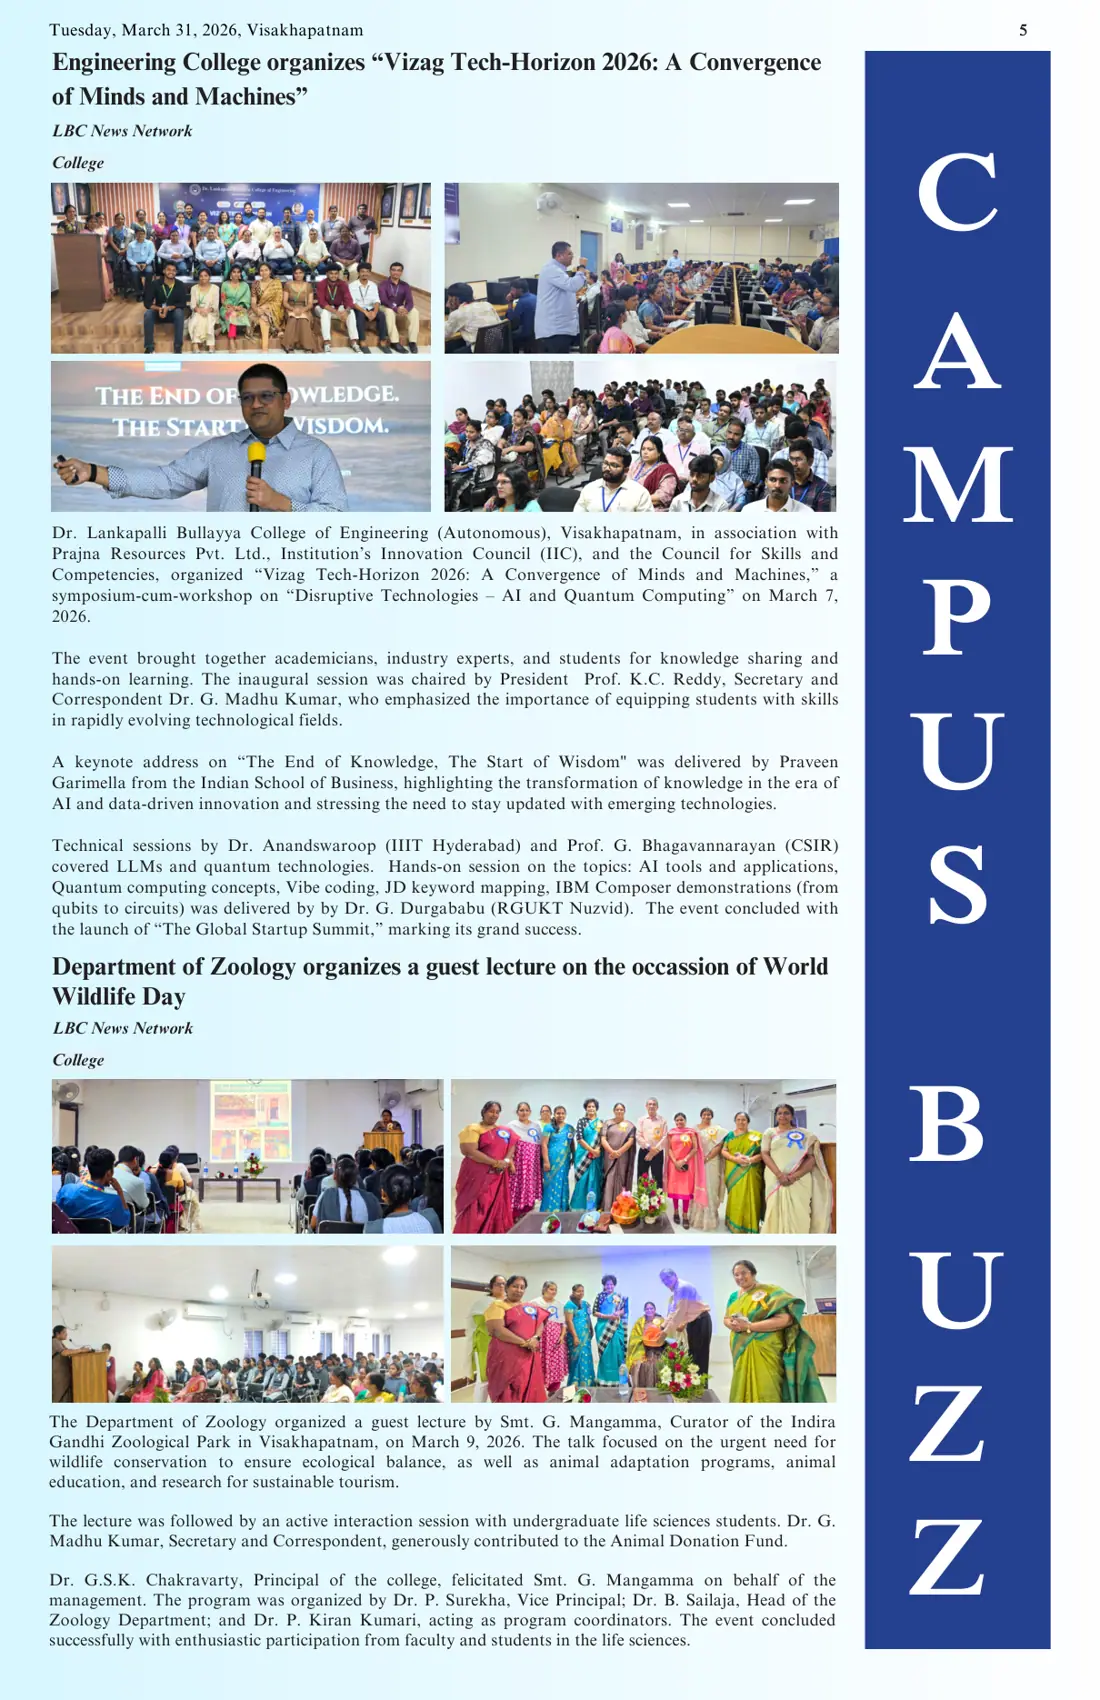 Tuesday, March 31, 2026, Visakhapatnam
5
Engineering College organizes “Vizag Tech-Horizon 2026: A Convergence
of Minds and Machines”
LBC News Network
College
Dr. Lankapalli Bullayya College of Engineering
THE END OF KNOWLEDGE.
THE START WISDOM.
Dr. Lankapalli Bullayya College of Engineering (Autonomous), Visakhapatnam, in association with
Prajna Resources Pvt. Ltd., Institution’s Innovation Council (IIC), and the Council for Skills and
Competencies, organized “Vizag Tech-Horizon 2026: A Convergence of Minds and Machines,” a
symposium-cum-workshop on “Disruptive Technologies – AI and Quantum Computing” on March 7,
2026.
The event brought together academicians, industry experts, and students for knowledge sharing and
hands-on learning. The inaugural session was chaired by President Prof. K.C. Reddy, Secretary and
Correspondent Dr. G. Madhu Kumar, who emphasized the importance of equipping students with skills
in rapidly evolving technological fields.
A keynote address on “The End of Knowledge, The Start of Wisdom" was delivered by Praveen
Garimella from the Indian School of Business, highlighting the transformation of knowledge in the era of
AI and data-driven innovation and stressing the need to stay updated with emerging technologies.
Technical sessions by Dr. Anandswaroop (IIIT Hyderabad) and Prof. G. Bhagavannarayan (CSIR)
covered LLMs and quantum technologies. Hands-on session on the topics: AI tools and applications,
Quantum computing concepts, Vibe coding, JD keyword mapping, IBM Composer demonstrations (from
qubits to circuits) was delivered by by Dr. G. Durgababu (RGUKT Nuzvid). The event concluded with
the launch of “The Global Startup Summit,” marking its grand success.
Department of Zoology organizes a guest lecture on the occassion of World
Wildlife Day
LBC News Network
College
The Department of Zoology organized a guest lecture by Smt. G. Mangamma, Curator of the Indira
Gandhi Zoological Park in Visakhapatnam, on March 9, 2026. The talk focused on the urgent need for
wildlife conservation to ensure ecological balance, as well as animal adaptation programs, animal
education, and research for sustainable tourism.
The lecture was followed by an active interaction session with undergraduate life sciences students. Dr. G.
Madhu Kumar, Secretary and Correspondent, generously contributed to the Animal Donation Fund.
Dr. G.S.K. Chakravarty, Principal of the college, felicitated Smt. G. Mangamma on behalf of the
management. The program was organized by Dr. P. Surekha, Vice Principal; Dr. B. Sailaja, Head of the
Zoology Department; and Dr. P. Kiran Kumari, acting as program coordinators. The event concluded
successfully with enthusiastic participation from faculty and students in the life sciences.
CAMPUS BUZZ